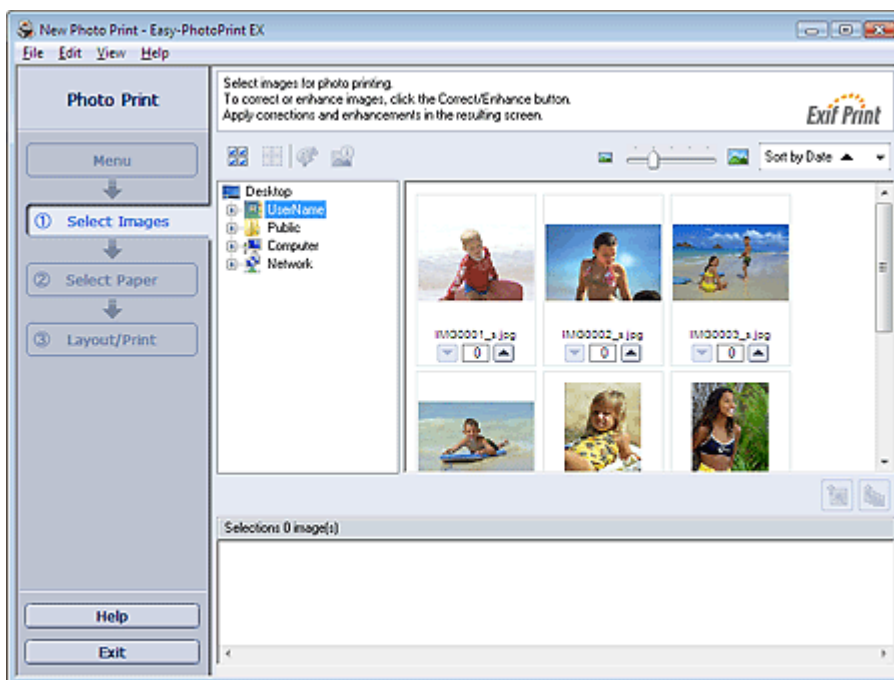 New Photo Print - Easy-PhotoPrint EX
File Edit View Help
Photo Print
Select images for photo printing.
To correct or enhance images, click the Correct/Enhance button.
Apply corrections and enhancements in the resulting screen.
Exif Print
Menu
Sort by Date
① Select Images
② Select Paper
③ Layout/Print
Desktop
UserName
Public
Computer
Network
IMG0001_s.jpg IMG0002_s.jpg IMG0003_s.jpg
0 0 0
Selections 0 image(s)
Help
Exit